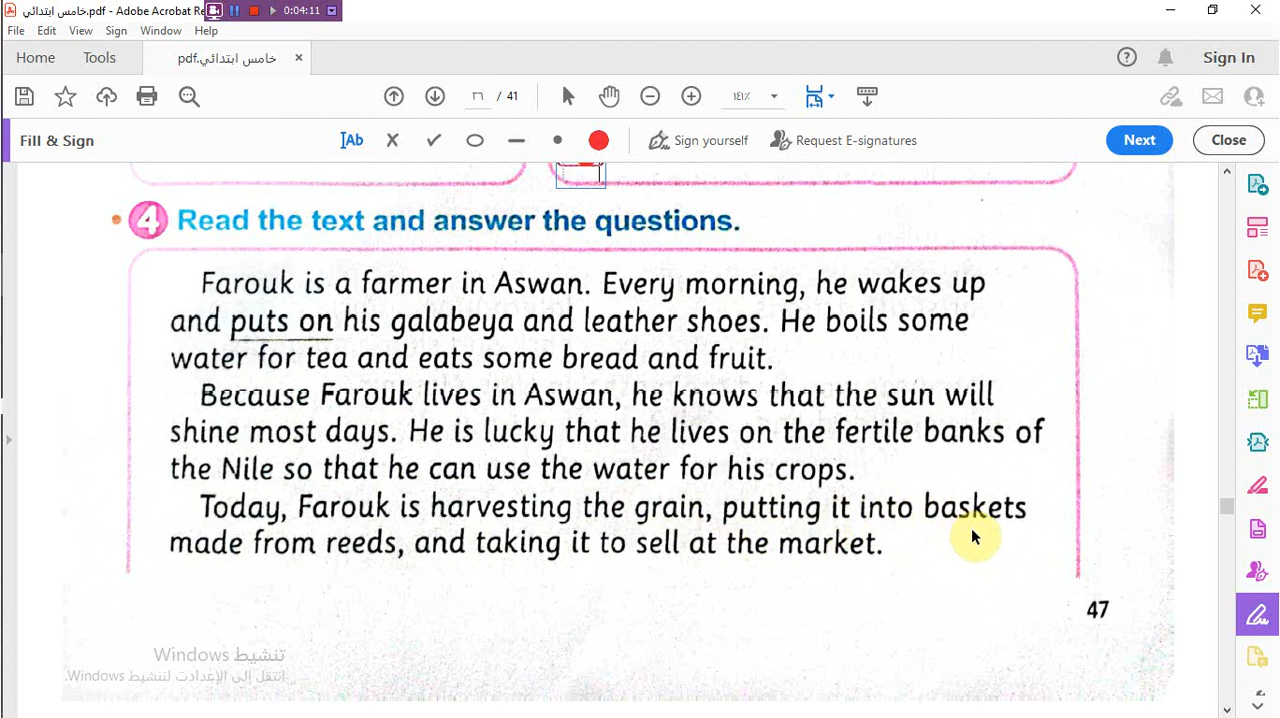 خامس ابتدائي.pdf - Adobe Acrobat Re
0:04:11
File Edit View Sign Window Help
Home Tools خامس ابتدائي.pdf × Sign In
٢٦ / 41 ١٤١٪
Fill & Sign Ab Sign yourself Request E-signatures Next Close
4 Read the text and answer the questions.
Farouk is a farmer in Aswan. Every morning, he wakes up
and puts on his galabeya and leather shoes. He boils some
water for tea and eats some bread and fruit.
Because Farouk lives in Aswan, he knows that the sun will
shine most days. He is lucky that he lives on the fertile banks of
the Nile so that he can use the water for his crops.
Today, Farouk is harvesting the grain, putting it into baskets
made from reeds, and taking it to sell at the market.
47
تنشيط Windows
انتقل إلى الإعدادات لتنشيط Windows.